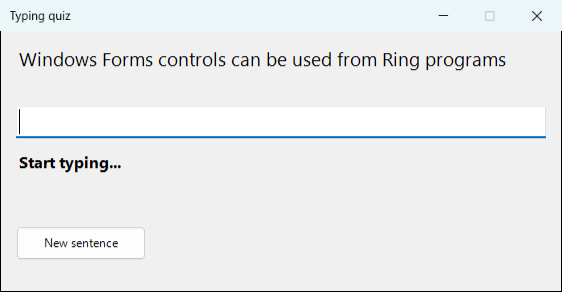 Typing quiz
Windows Forms controls can be used from Ring programs
Start typing...
New sentence